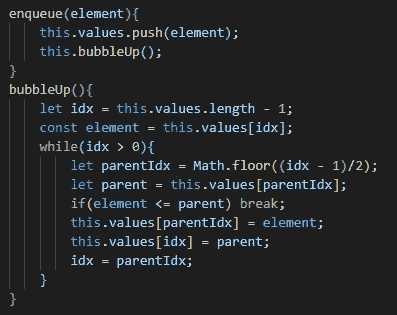 enqueue(element){
    this.values.push(element);
    this.bubbleUp();
}
bubbleUp(){
    let idx = this.values.length - 1;
    const element = this.values[idx];
    while(idx > 0){
        let parentIdx = Math.floor((idx - 1)/2);
        let parent = this.values[parentIdx];
        if(element <= parent) break;
        this.values[parentIdx] = element;
        this.values[idx] = parent;
        idx = parentIdx;
    }
}